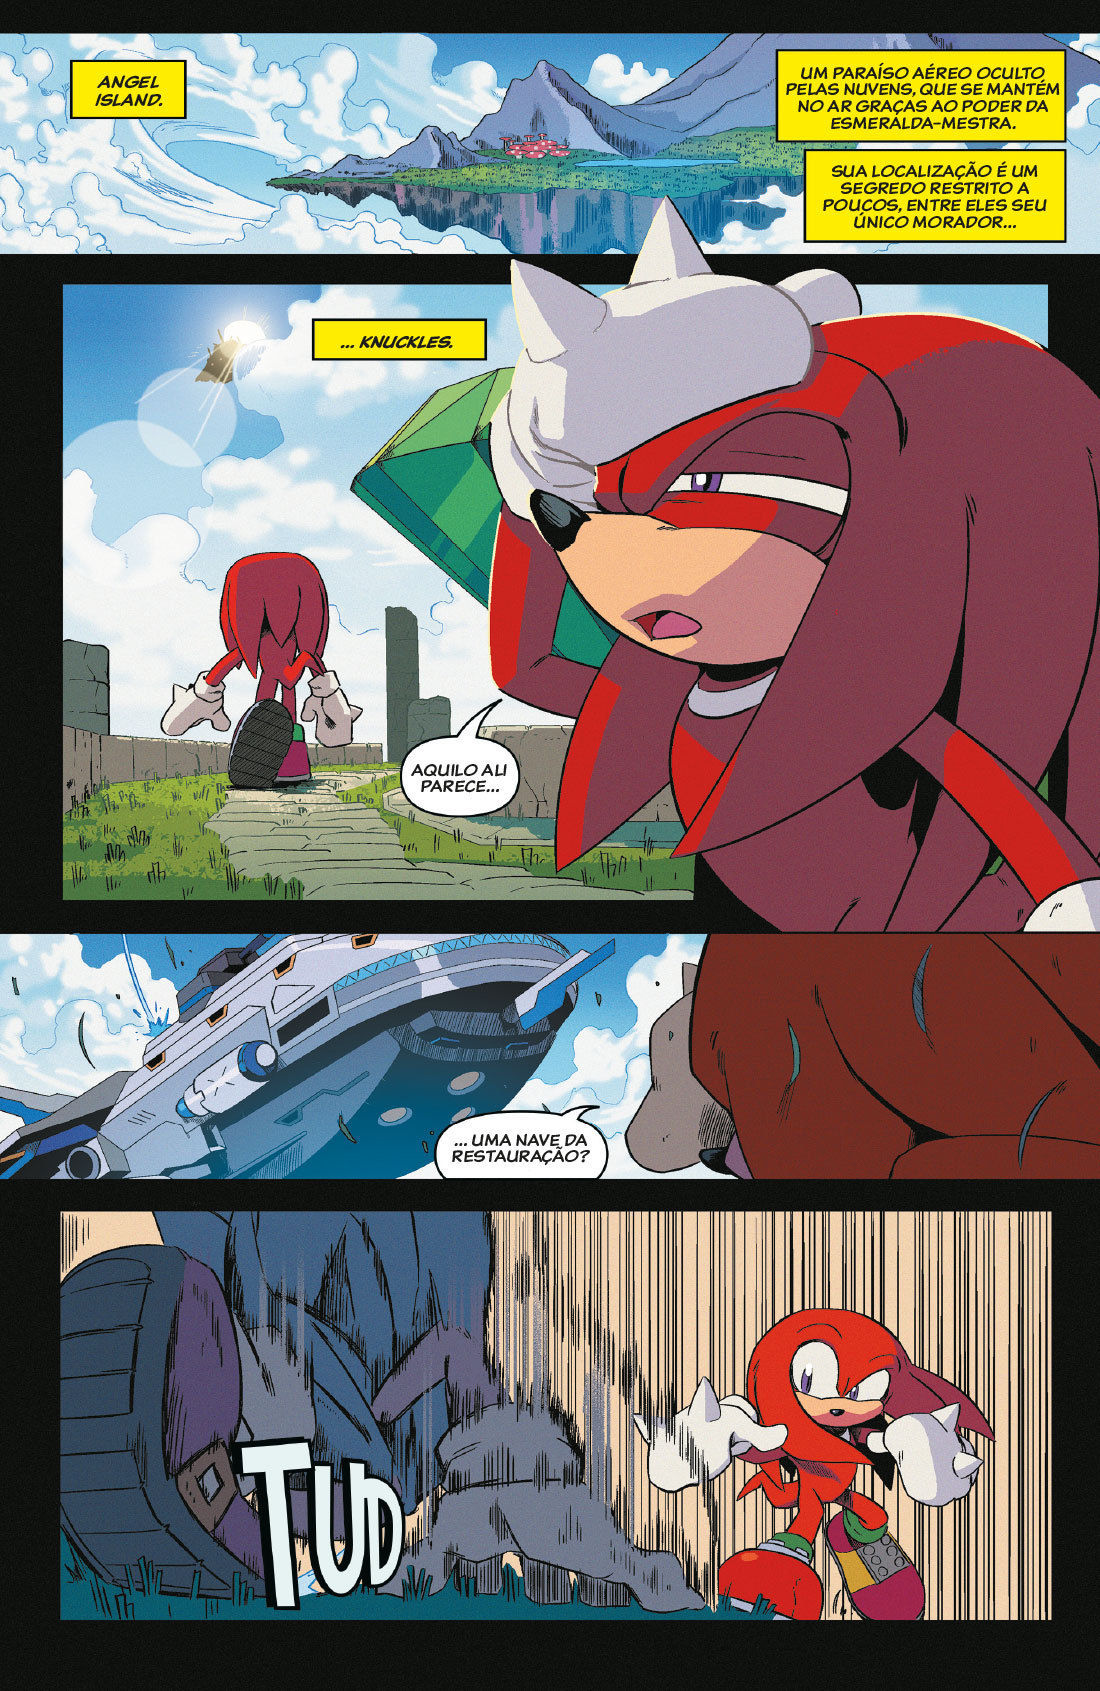 ANGEL
ISLAND.
UM PARAÍSO AÉREO OCULTO
PELAS NUVENS, QUE SE MANTÉM
NO AR GRAÇAS AO PODER DA
ESMERALDA-MESTRA.
SUA LOCALIZAÇÃO É UM
SEGREDO RESTRITO A
POUCOS, ENTRE ELES SEU
ÚNICO MORADOR...
... KNUCKLES.
AQUILO ALI
PARECE...
... UMA NAVE DA
RESTAURAÇÃO?
TUD